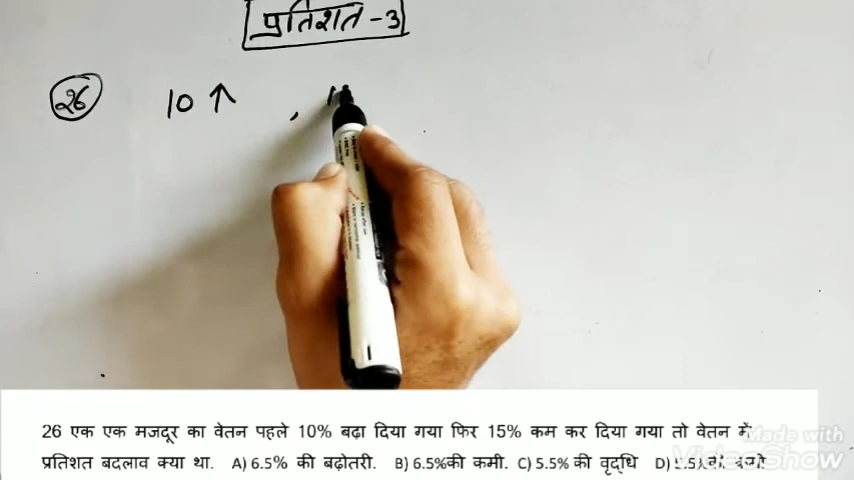 प्रतिशत -3
26 10 ↑ , 1
26 एक एक मजदूर का वेतन पहले 10% बढ़ा दिया गया फिर 15% कम कर दिया गया तो वेतन में
प्रतिशत बदलाव क्या था. A) 6.5% की बढ़ोतरी. B) 6.5%की कमी. C) 5.5% की वृद्धि D)
Made with
VideoShow